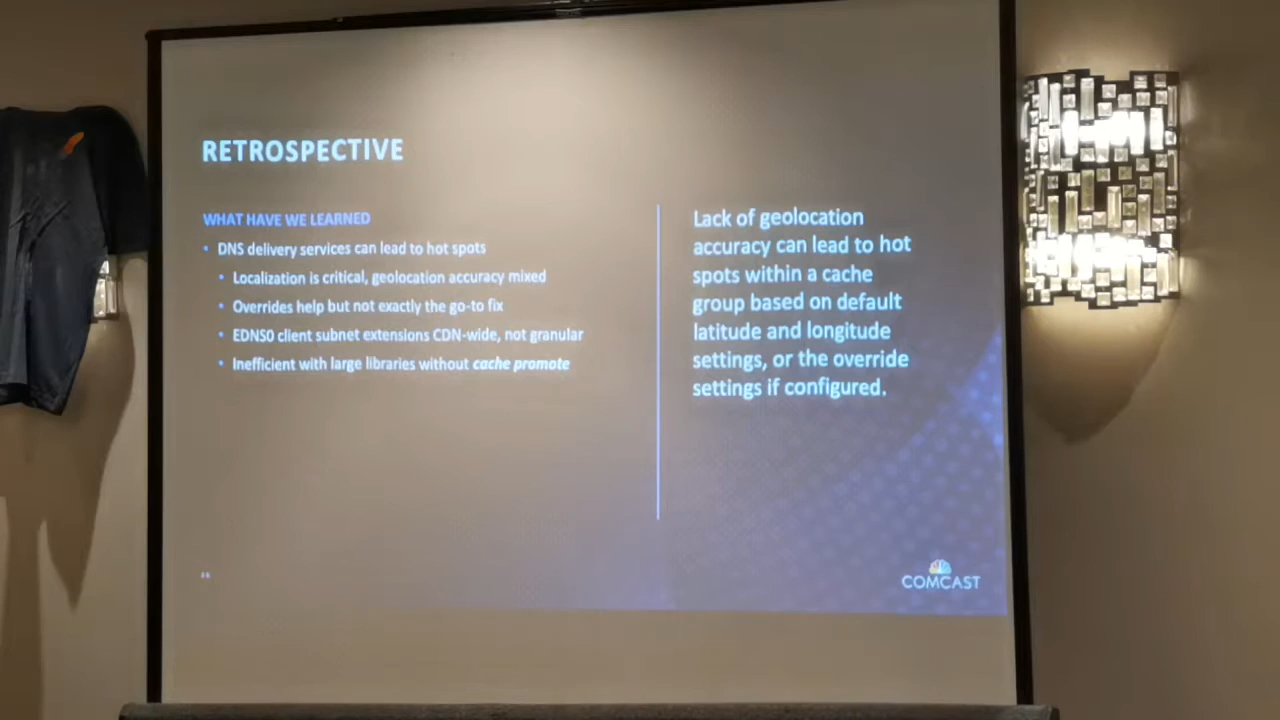 RETROSPECTIVE
WHAT HAVE WE LEARNED
• DNS delivery services can lead to hot spots
• Localization is critical, geolocation accuracy mixed
• Overrides help but not exactly the go-to fix
• EDNS0 client subnet extensions CDN-wide, not granular
• Inefficient with large libraries without cache promote
Lack of geolocation
accuracy can lead to hot
spots within a cache
group based on default
latitude and longitude
settings, or the override
settings if configured.
COMCAST